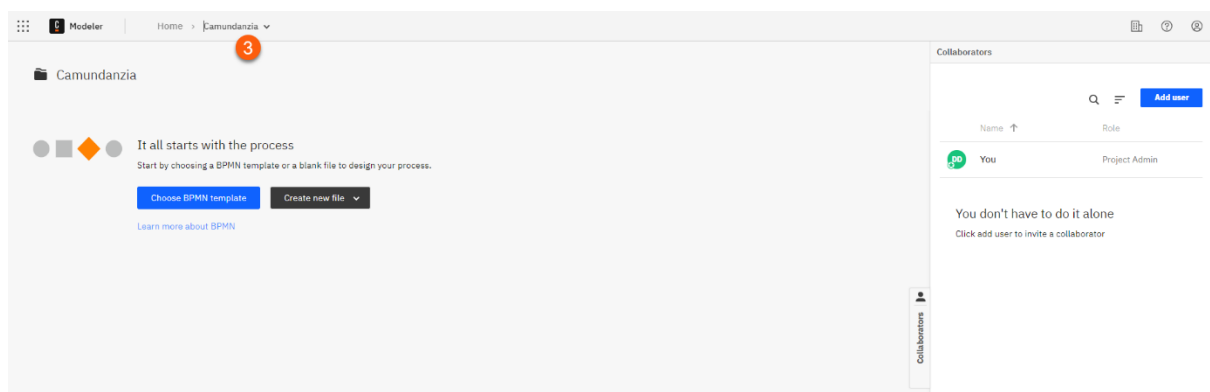 C Modeler Home › Camundanzia
3
Camundanzia
It all starts with the process
Start by choosing a BPMN template or a blank file to design your process.
Choose BPMN template Create new file
Learn more about BPMN
Collaborators
Add user
Name ↑ Role
You Project Admin
You don't have to do it alone
Click add user to invite a collaborator
Collaborators